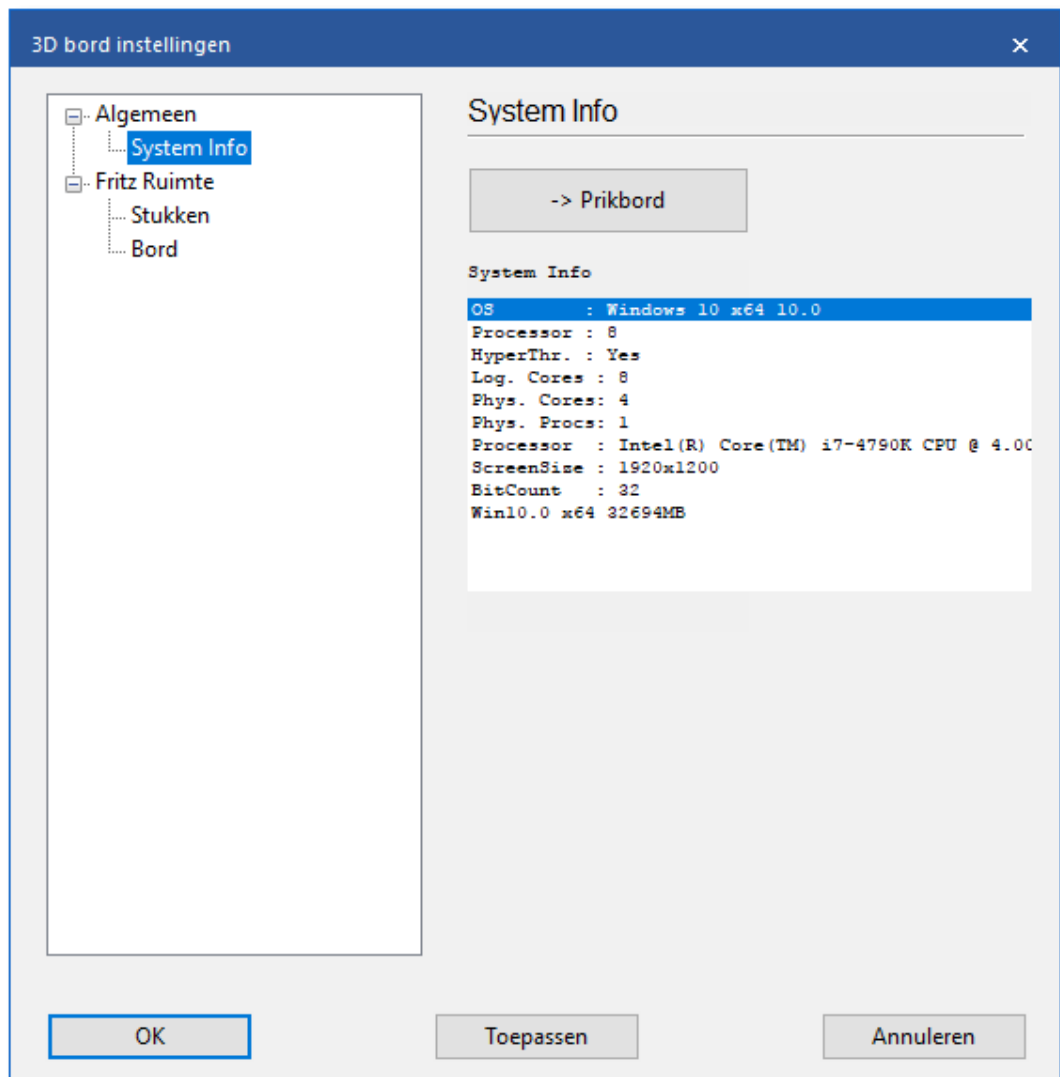 3D bord instellingen
Algemeen
System Info
Fritz Ruimte
Stukken
Bord
System Info
-> Prikbord
System Info
OS : Windows 10 x64 10.0
Processor : 8
HyperThr. : Yes
Log. Cores : 8
Phys. Cores: 4
Phys. Procs: 1
Processor : Intel(R) Core(TM) i7-4790K CPU @ 4.00
ScreenSize : 1920x1200
BitCount : 32
Win10.0 x64 32694MB
OK
Toepassen
Annuleren